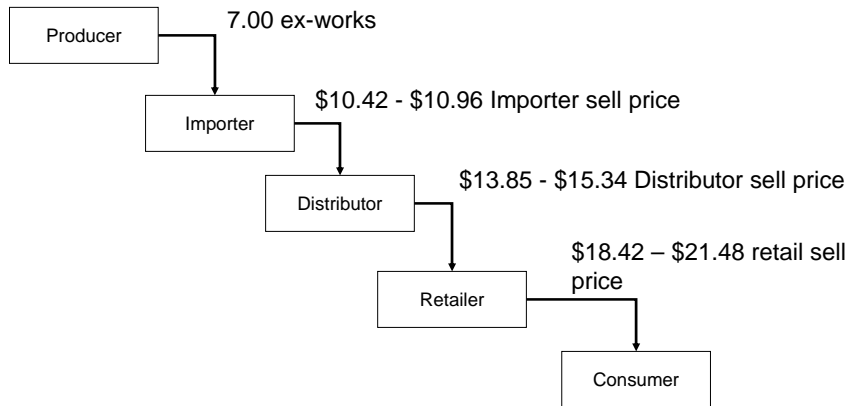 7.00 ex-works
Producer
$10.42 - $10.96 Importer sell price
Importer
$13.85 - $15.34 Distributor sell price
Distributor
$18.42 – $21.48 retail sell
price
Retailer
Consumer